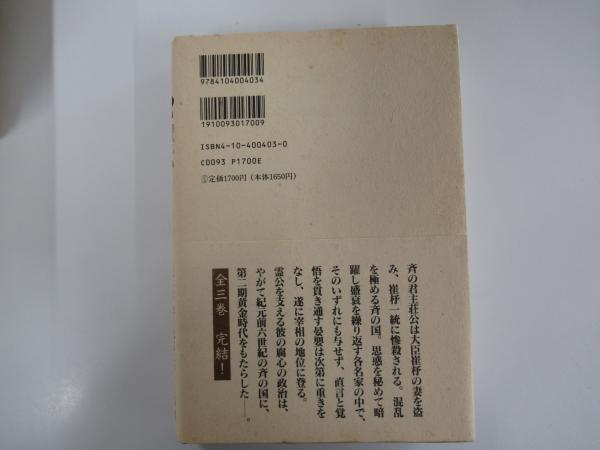 9784104004034
1910093017009
ISBN4-10-400403-0
C0093 P1700E
定価1700円(本体1650円)
斉の君主荘公は大臣崔杼の妻を盗
み、崔杼一統に惨殺される。混乱
を極める斉の国。思惑を秘めて暗
躍し盛衰を繰り返す各名家の中で、
そのいずれにも与せず、直言と覚
悟を貫き通す晏嬰は次第に重きを
なし、遂に宰相の地位に登る。
霊公を支える彼の腐心の政治は、
やがて紀元前六世紀の斉の国に、
第二期黄金時代をもたらした──。
全三巻 完結!